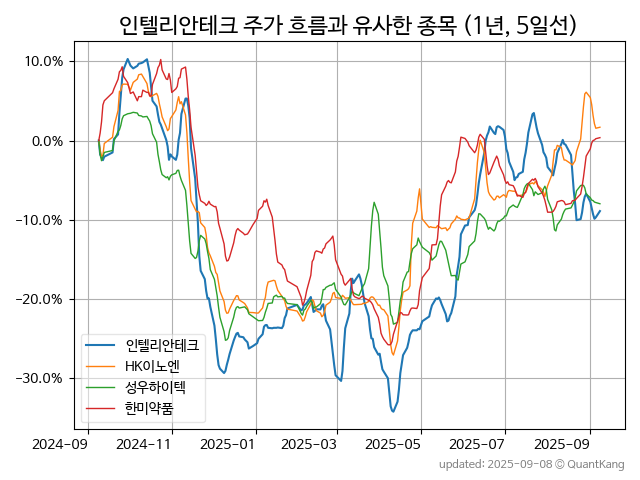 인텔리안테크 주가 흐름과 유사한 종목 (1년, 5일선)
10.0%
0.0%
−10.0%
−20.0%
−30.0%
인텔리안테크
HK이노엔
성우하이텍
한미약품
2024-09 2024-11 2025-01 2025-03 2025-05 2025-07 2025-09
updated: 2025-09-08 © QuantKang